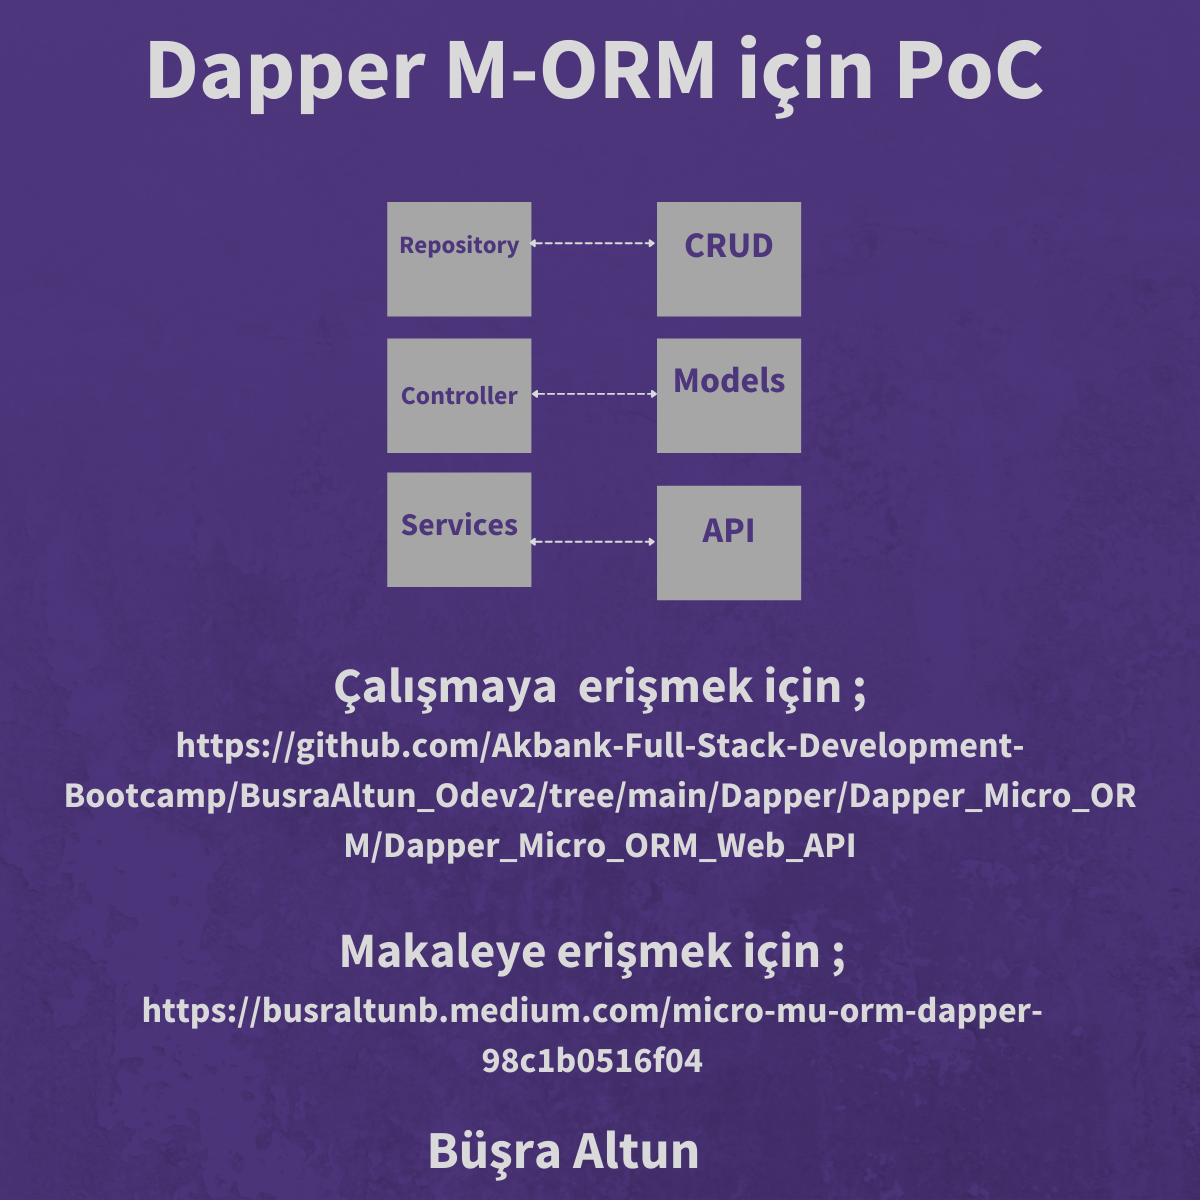 Dapper M-ORM için PoC
Repository
CRUD
Controller
Models
Services
API
Çalışmaya  erişmek için ;
https://github.com/Akbank-Full-Stack-Development-
Bootcamp/BusraAltun_Odev2/tree/main/Dapper/Dapper_Micro_OR
M/Dapper_Micro_ORM_Web_API
Makaleye erişmek için ;
https://busraltunb.medium.com/micro-mu-orm-dapper-
98c1b0516f04
Büşra Altun